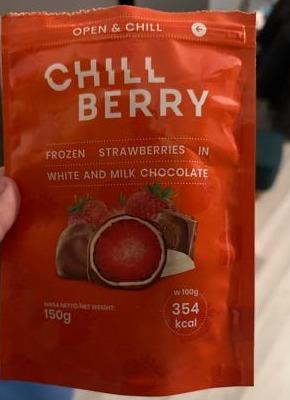 OPEN & CHILL
CHILL
BERRY
FROZEN STRAWBERRIES IN
WHITE AND MILK CHOCOLATE
MASA NETTO/NET WEIGHT:
150g
w 100g
354
kcal